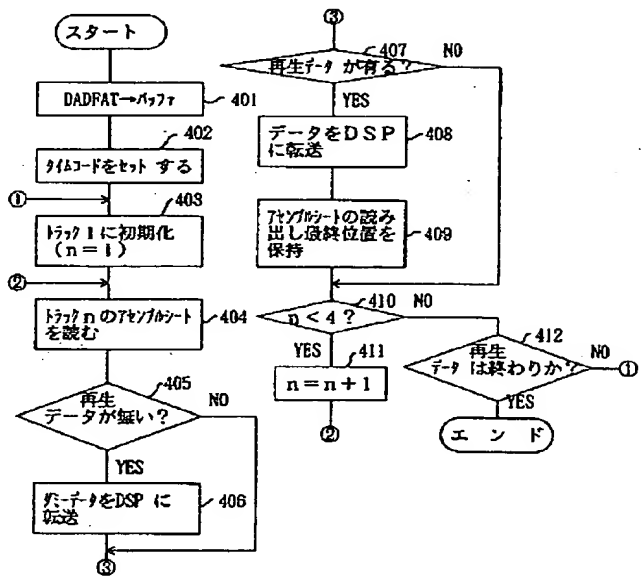 スタート
DADFAT→バッファ
401
402
タイムコードをセット する
①
403
トラック 1 に初期化
(n=1)
②
トラック n のアセンブルシート
を読む
404
405
再生
データが無い?
NO
YES
ダミーデータをDSP に
転送
406
③
③
407
再生データ が有る?
NO
YES
データをDSP
に転送
408
アセンブルシートの読み
出し最終位置を
保持
409
410
n < 4 ?
NO
YES
411
n = n + 1
②
412
再生
データ は終わりか?
NO
①
YES
エ ン ド